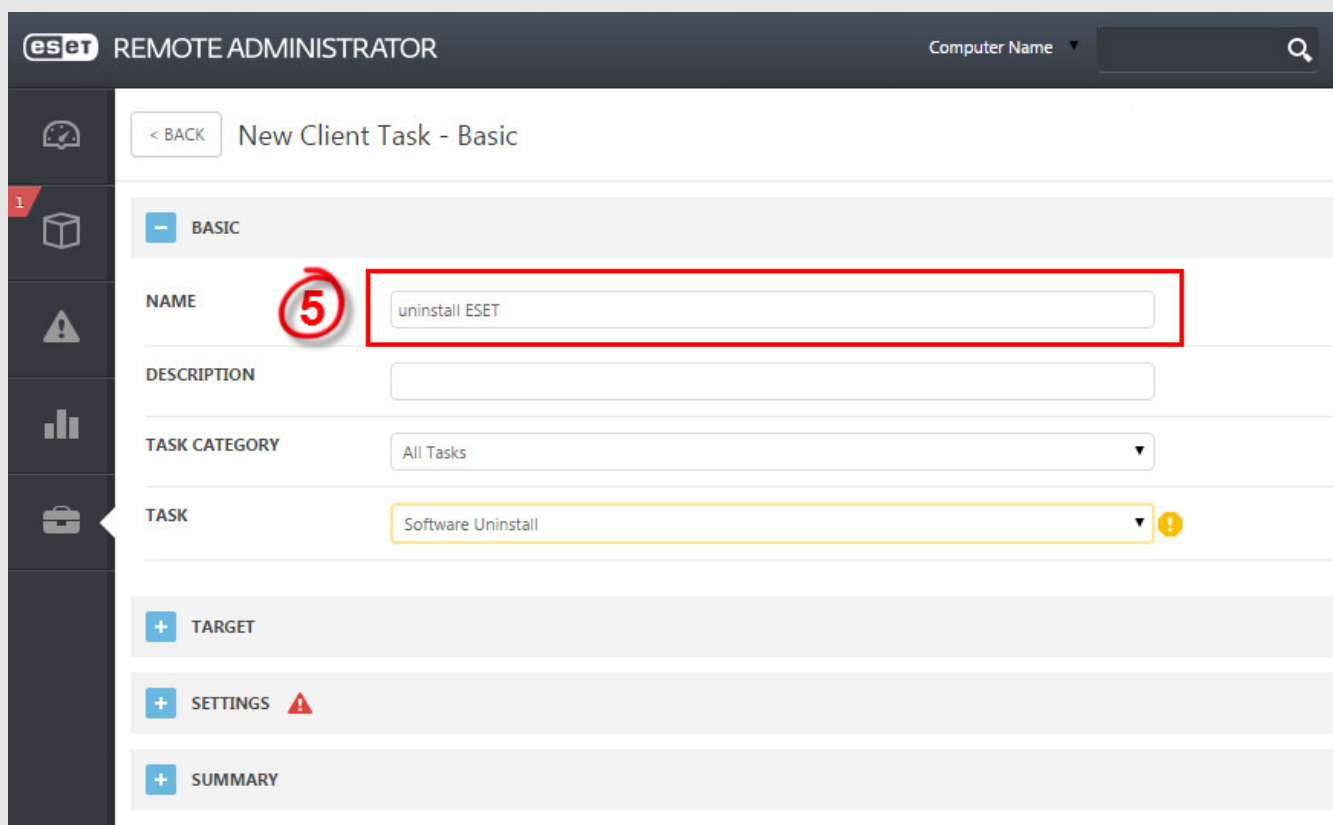 eset REMOTE ADMINISTRATOR Computer Name
< BACK New Client Task - Basic
1
BASIC
NAME 5 uninstall ESET
DESCRIPTION
TASK CATEGORY All Tasks
TASK Software Uninstall
TARGET
SETTINGS
SUMMARY